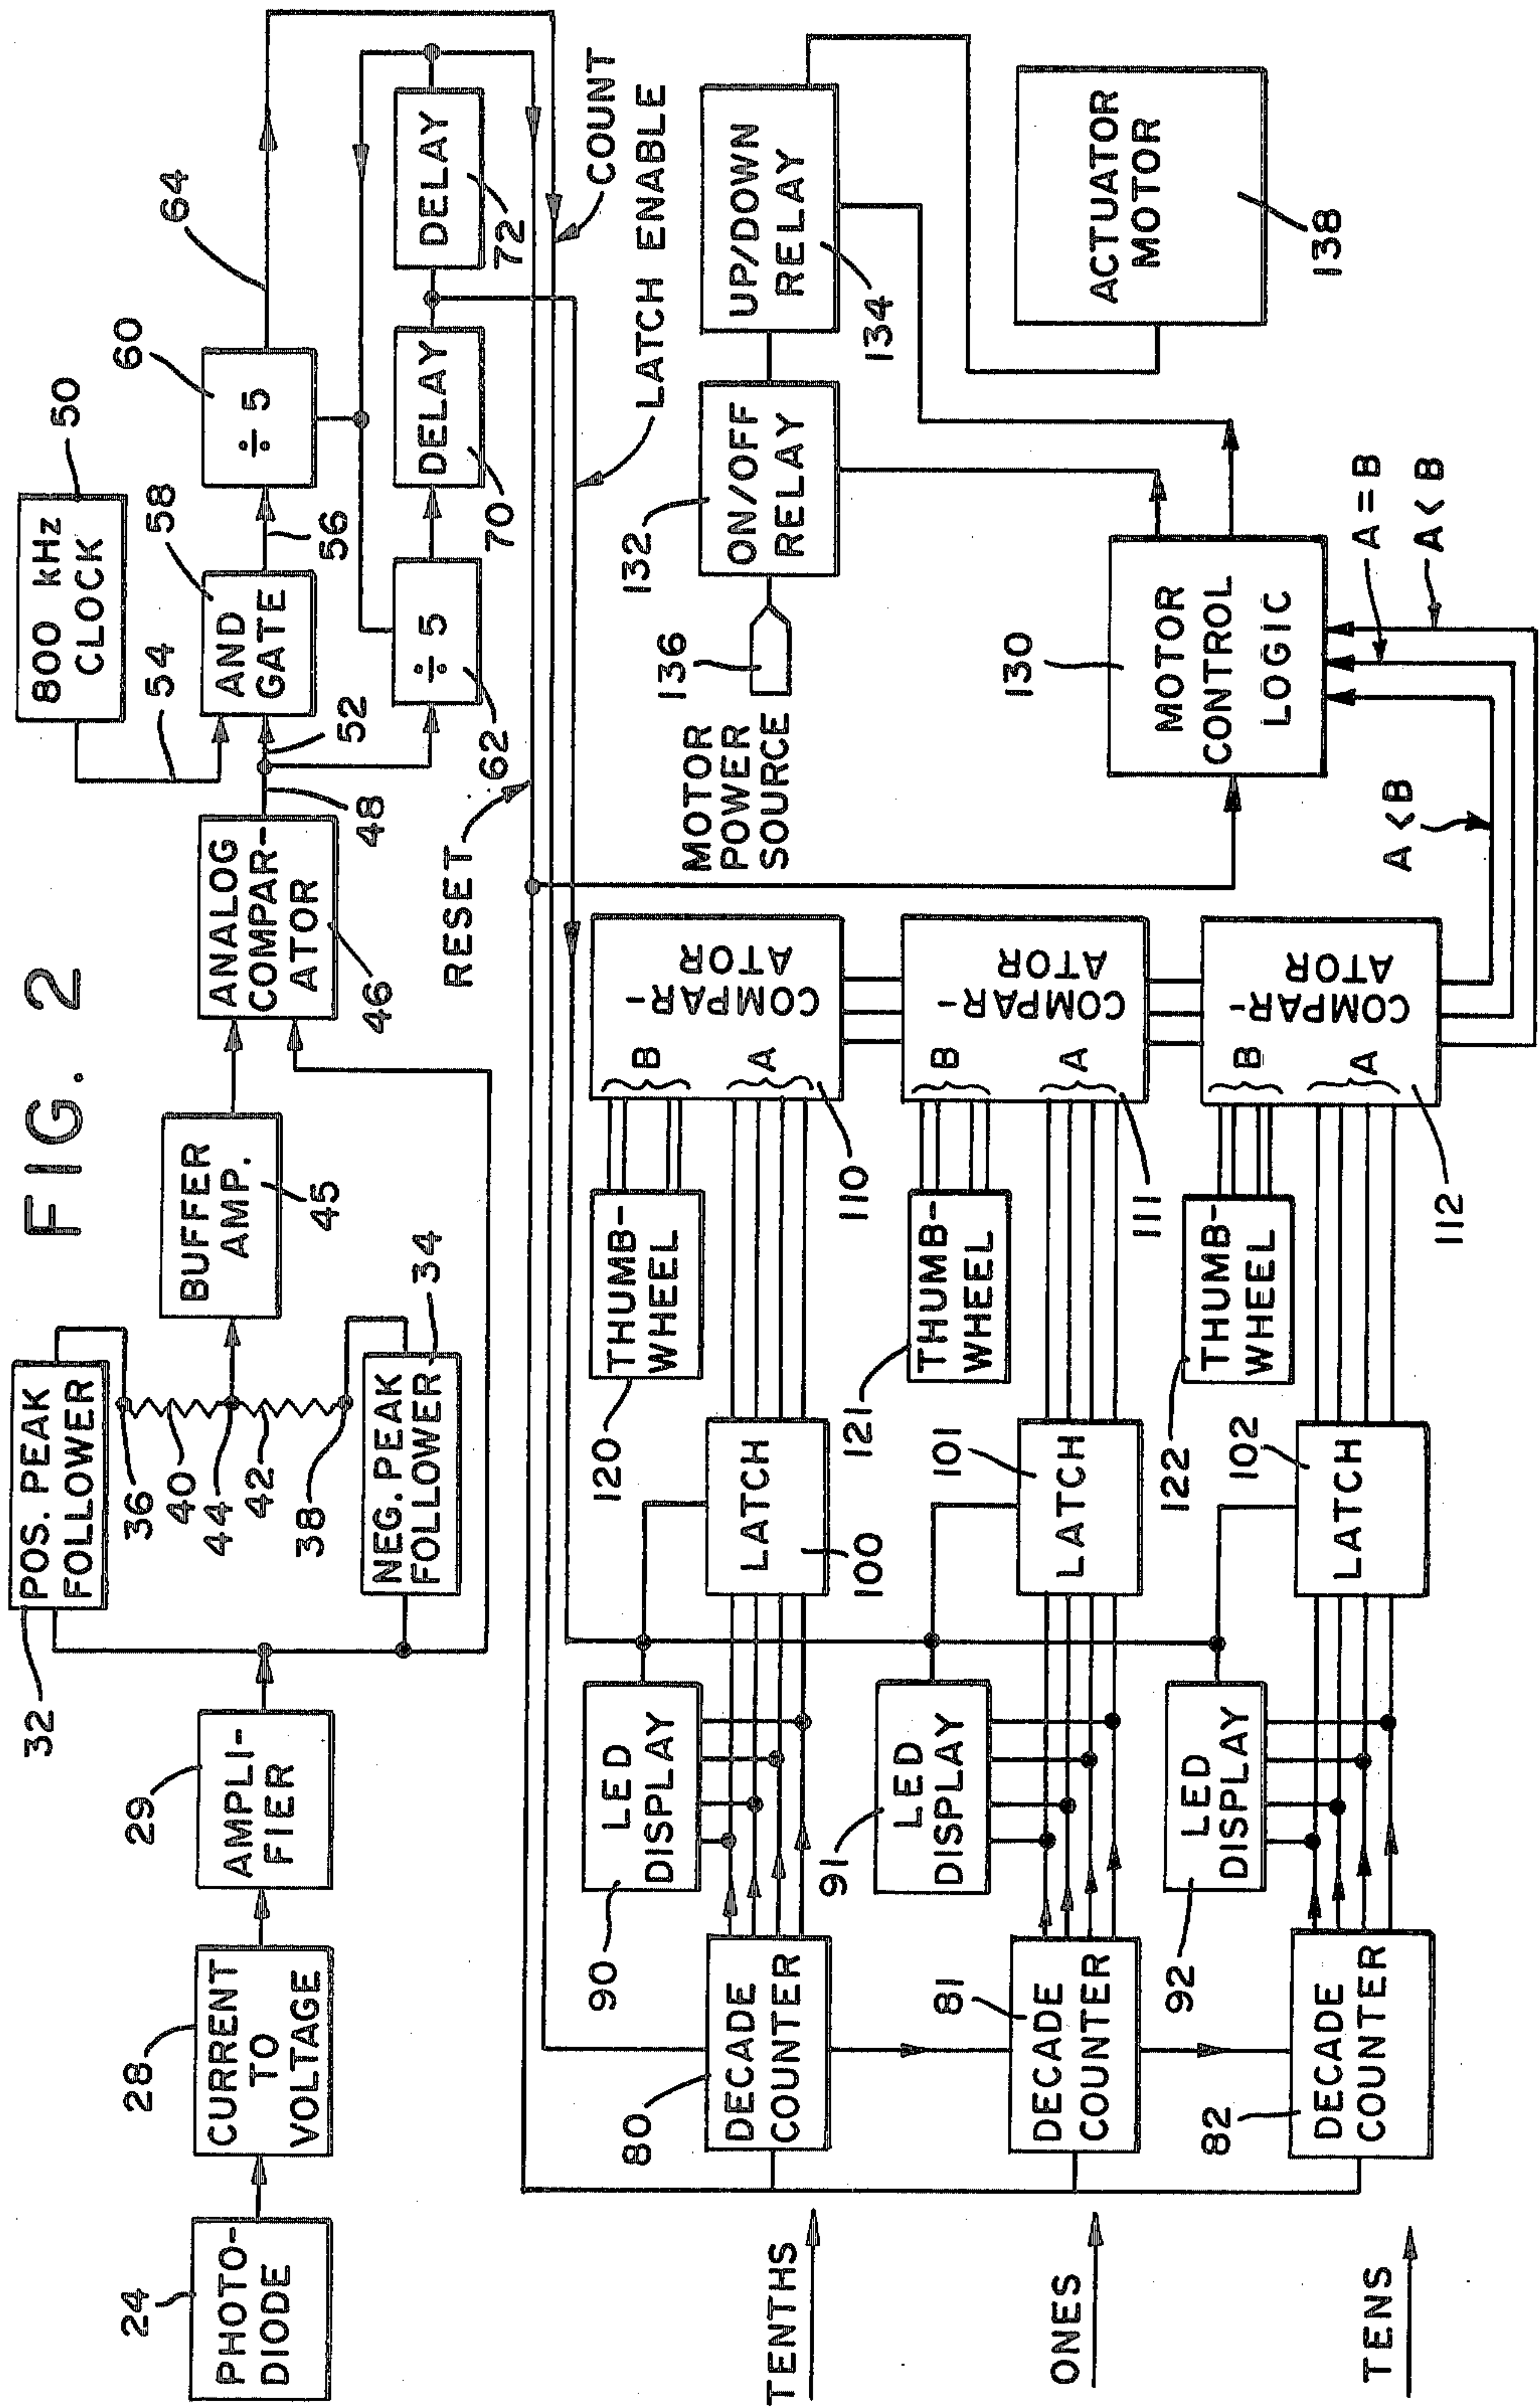 FIG. 2
24
PHOTO-
DIODE
28
CURRENT
TO
VOLTAGE
29
AMPLI-
FIER
32
POS. PEAK
FOLLOWER
36
40
44
42
38
NEG. PEAK
FOLLOWER
34
BUFFER
AMP.
45
ANALOG
COMPAR-
ATOR
46
48
52
54
800 kHz
CLOCK
50
AND
GATE
58
56
÷ 5
60
64
÷ 5
62
DELAY
70
DELAY
72
RESET
COUNT
LATCH ENABLE
TENTHS
80
DECADE
COUNTER
90
LED
DISPLAY
LATCH
100
120
THUMB-
WHEEL
B
A
COMPAR-
ATOR
110
ONES
81
DECADE
COUNTER
91
LED
DISPLAY
101
LATCH
121
THUMB-
WHEEL
B
A
COMPAR-
ATOR
111
TENS
82
DECADE
COUNTER
92
LED
DISPLAY
102
LATCH
122
THUMB-
WHEEL
B
A
COMPAR-
ATOR
112
MOTOR
POWER
SOURCE
136
132
ON/OFF
RELAY
UP/DOWN
RELAY
134
130
MOTOR
CONTROL
LOGIC
ACTUATOR
MOTOR
138
A < B
A = B
A < B